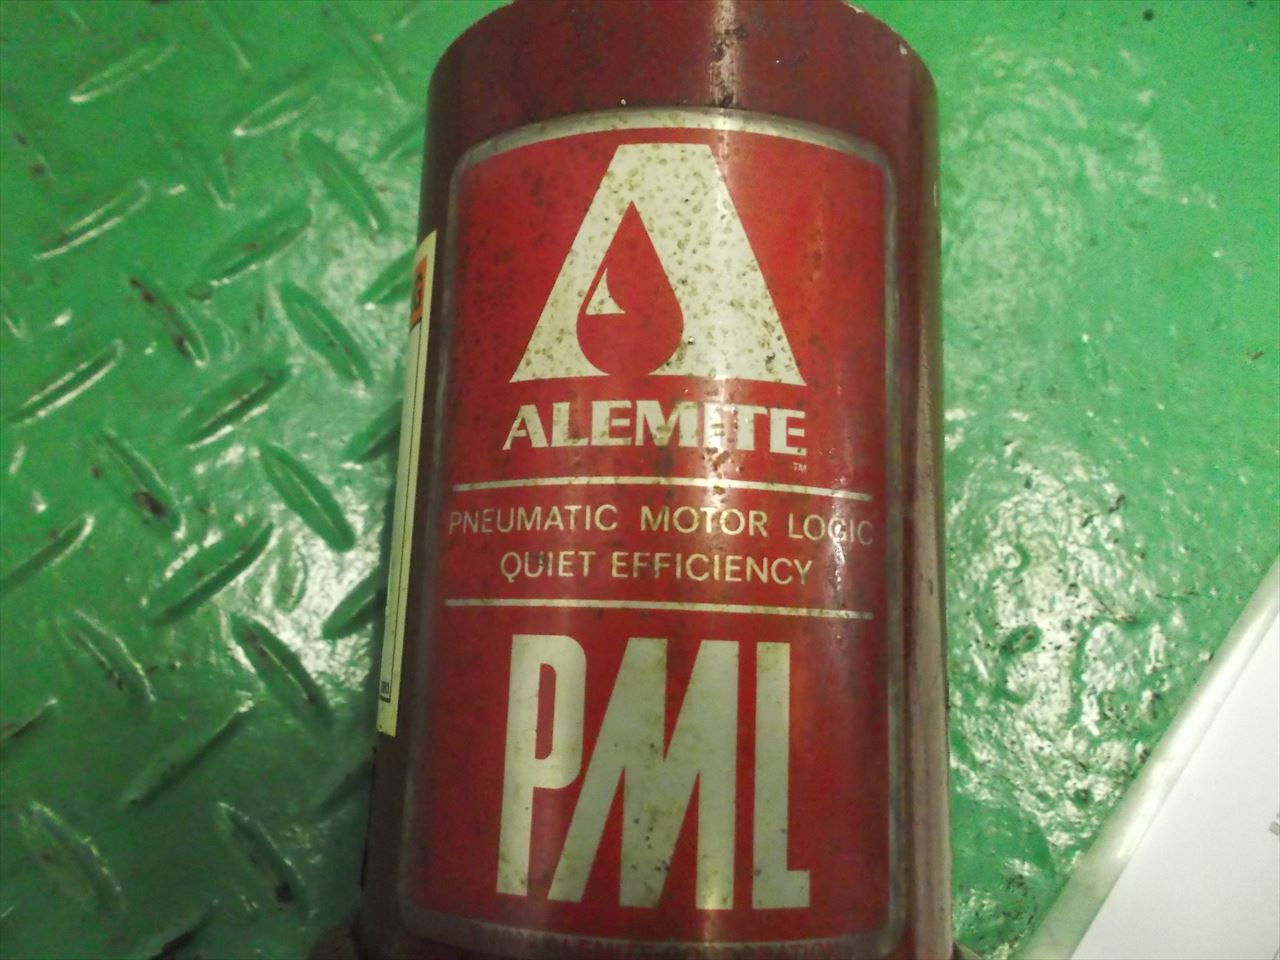 ALEMITE
TM
PNEUMATIC MOTOR LOGIC
QUIET EFFICIENCY
PML